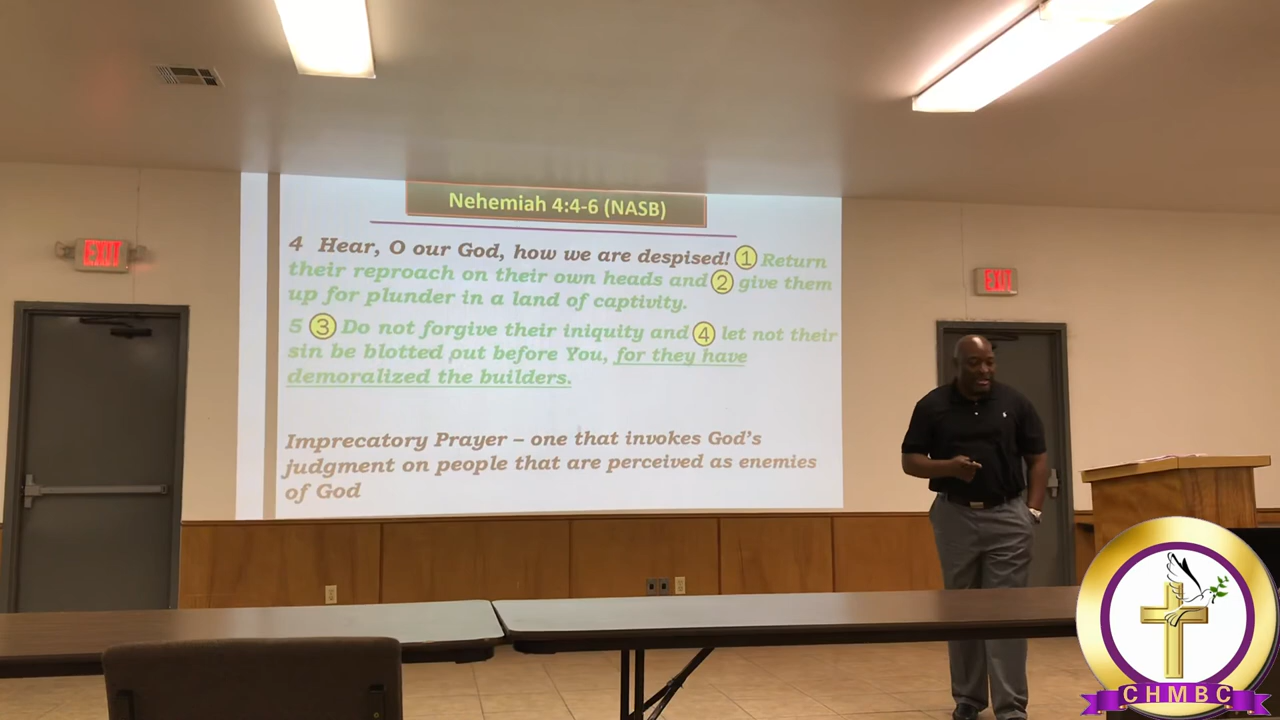 Nehemiah 4:4-6 (NASB)
4 Hear, O our God, how we are despised! 1 Return
their reproach on their own heads and 2 give them
up for plunder in a land of captivity.
5 3 Do not forgive their iniquity and 4 let not their
sin be blotted out before You, for they have
demoralized the builders.
Imprecatory Prayer – one that invokes God's
judgment on people that are perceived as enemies
of God
EXIT
EXIT
CHMBC